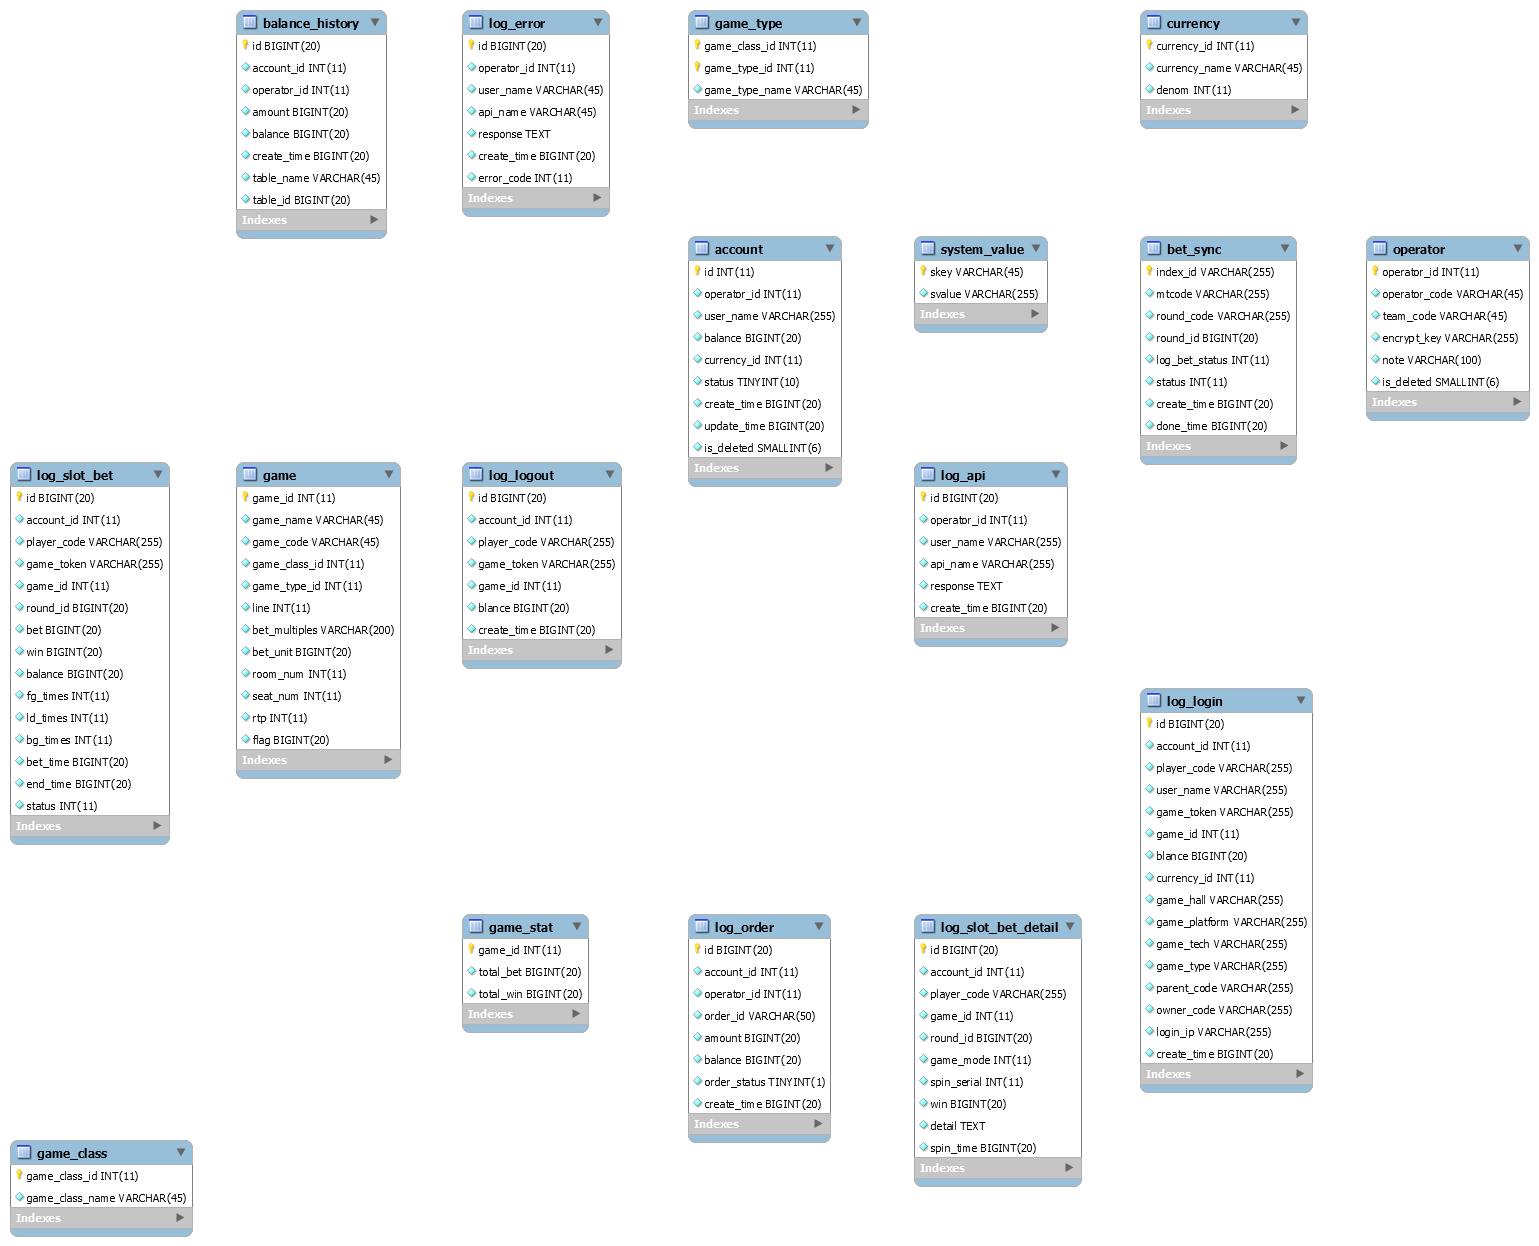 balance_history
id BIGINT(20)
account_id INT(11)
operator_id INT(11)
amount BIGINT(20)
balance BIGINT(20)
create_time BIGINT(20)
table_name VARCHAR(45)
table_id BIGINT(20)
Indexes
log_error
id BIGINT(20)
operator_id INT(11)
user_name VARCHAR(45)
api_name VARCHAR(45)
response TEXT
create_time BIGINT(20)
error_code INT(11)
Indexes
game_type
game_class_id INT(11)
game_type_id INT(11)
game_type_name VARCHAR(45)
Indexes
currency
currency_id INT(11)
currency_name VARCHAR(45)
denom INT(11)
Indexes
account
id INT(11)
operator_id INT(11)
user_name VARCHAR(255)
balance BIGINT(20)
currency_id INT(11)
status TINYINT(10)
create_time BIGINT(20)
update_time BIGINT(20)
is_deleted SMALLINT(6)
Indexes
system_value
skey VARCHAR(45)
svalue VARCHAR(255)
Indexes
bet_sync
index_id VARCHAR(255)
mtcode VARCHAR(255)
round_code VARCHAR(255)
round_id BIGINT(20)
log_bet_status INT(11)
status INT(11)
create_time BIGINT(20)
done_time BIGINT(20)
Indexes
operator
operator_id INT(11)
operator_code VARCHAR(45)
team_code VARCHAR(45)
encrypt_key VARCHAR(255)
note VARCHAR(100)
is_deleted SMALLINT(6)
Indexes
log_slot_bet
id BIGINT(20)
account_id INT(11)
player_code VARCHAR(255)
game_token VARCHAR(255)
game_id INT(11)
round_id BIGINT(20)
bet BIGINT(20)
win BIGINT(20)
balance BIGINT(20)
fg_times INT(11)
ld_times INT(11)
bg_times INT(11)
bet_time BIGINT(20)
end_time BIGINT(20)
status INT(11)
Indexes
game
game_id INT(11)
game_name VARCHAR(45)
game_code VARCHAR(45)
game_class_id INT(11)
game_type_id INT(11)
line INT(11)
bet_multiples VARCHAR(200)
bet_unit BIGINT(20)
room_num INT(11)
seat_num INT(11)
rtp INT(11)
flag BIGINT(20)
Indexes
log_logout
id BIGINT(20)
account_id INT(11)
player_code VARCHAR(255)
game_token VARCHAR(255)
game_id INT(11)
blance BIGINT(20)
create_time BIGINT(20)
Indexes
log_api
id BIGINT(20)
operator_id INT(11)
user_name VARCHAR(255)
api_name VARCHAR(255)
response TEXT
create_time BIGINT(20)
Indexes
log_login
id BIGINT(20)
account_id INT(11)
player_code VARCHAR(255)
user_name VARCHAR(255)
game_token VARCHAR(255)
game_id INT(11)
blance BIGINT(20)
currency_id INT(11)
game_hall VARCHAR(255)
game_platform VARCHAR(255)
game_tech VARCHAR(255)
game_type VARCHAR(255)
parent_code VARCHAR(255)
owner_code VARCHAR(255)
login_ip VARCHAR(255)
create_time BIGINT(20)
Indexes
game_stat
game_id INT(11)
total_bet BIGINT(20)
total_win BIGINT(20)
Indexes
log_order
id BIGINT(20)
account_id INT(11)
operator_id INT(11)
order_id VARCHAR(50)
amount BIGINT(20)
balance BIGINT(20)
order_status TINYINT(1)
create_time BIGINT(20)
Indexes
log_slot_bet_detail
id BIGINT(20)
account_id INT(11)
player_code VARCHAR(255)
game_id INT(11)
round_id BIGINT(20)
game_mode INT(11)
spin_serial INT(11)
win BIGINT(20)
detail TEXT
spin_time BIGINT(20)
Indexes
game_class
game_class_id INT(11)
game_class_name VARCHAR(45)
Indexes